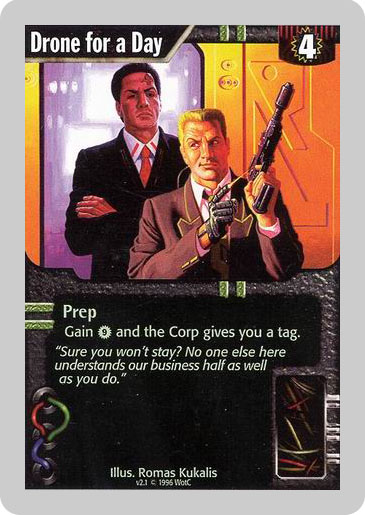 Drone for a Day
4
Prep
Gain 9 and the Corp gives you a tag.
"Sure you won't stay? No one else here
understands our business half as well
as you do."
Illus. Romas Kukalis
v2.1 © 1996 WotC